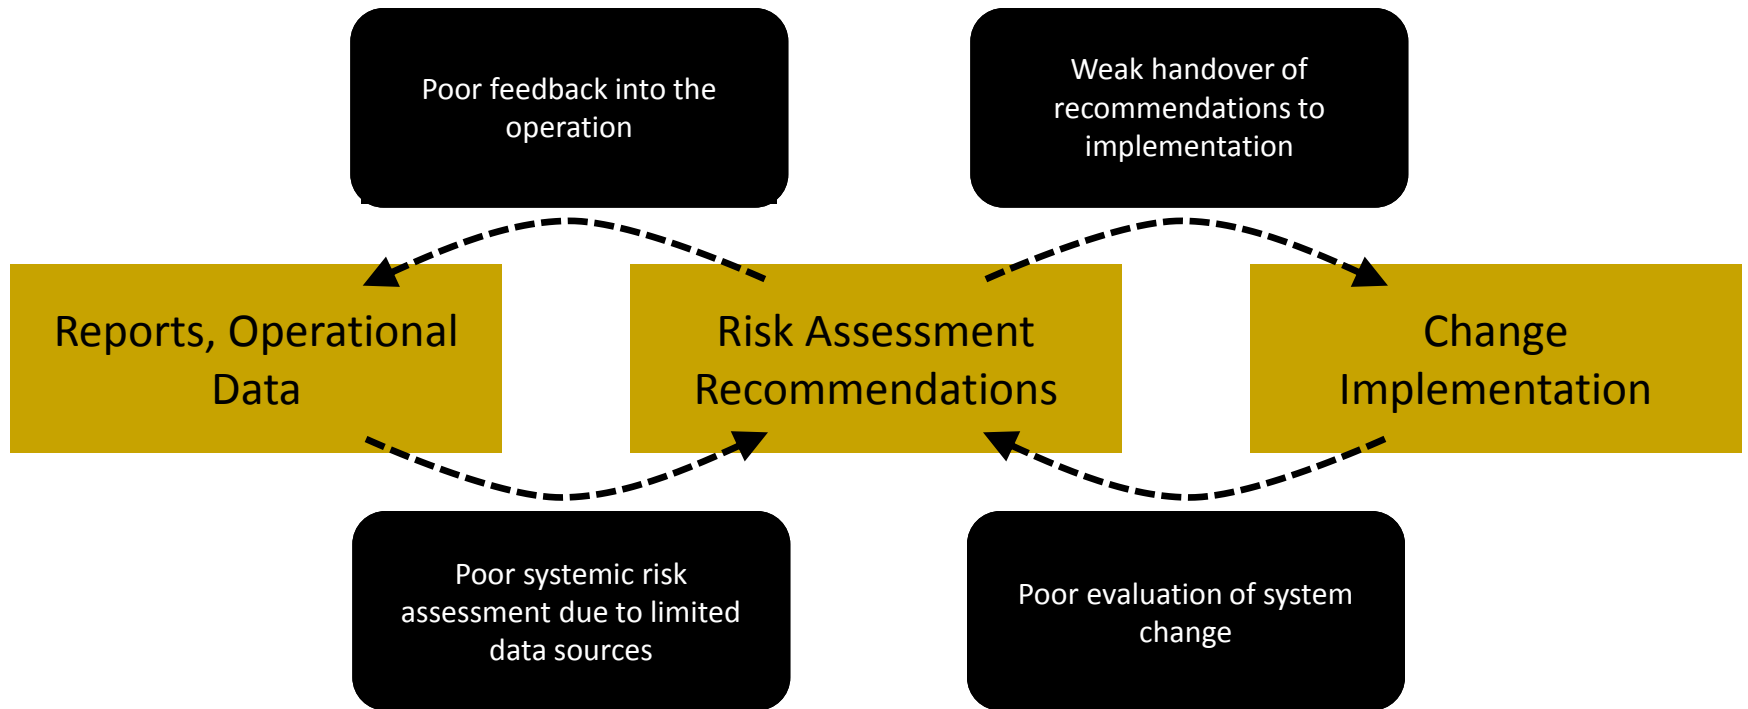 Poor feedback into the
operation
Weak handover of
recommendations to
implementation
Reports, Operational
Data
Risk Assessment
Recommendations
Change
Implementation
Poor systemic risk
assessment due to limited
data sources
Poor evaluation of system
change